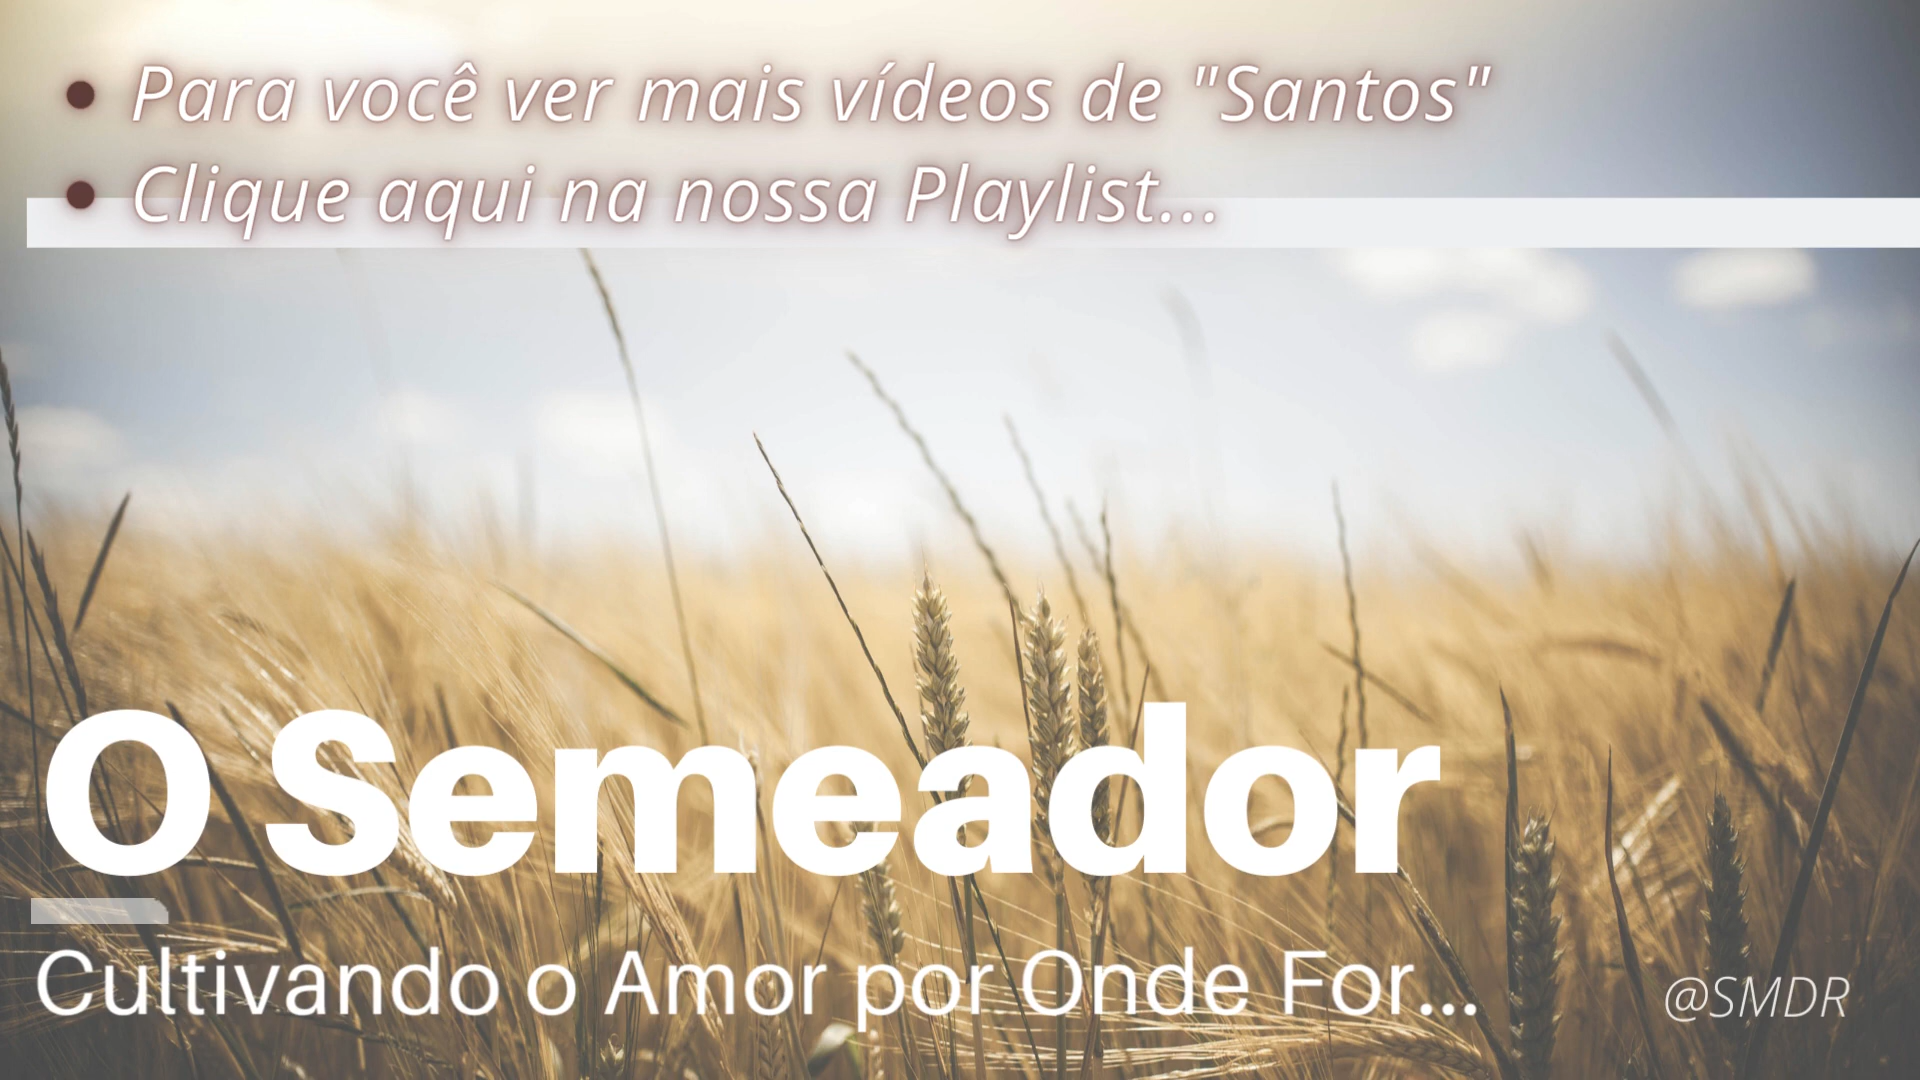 • Para você ver mais vídeos de "Santos"
• Clique aqui na nossa Playlist...
O Semeador
Cultivando o Amor por Onde For...
@SMDR